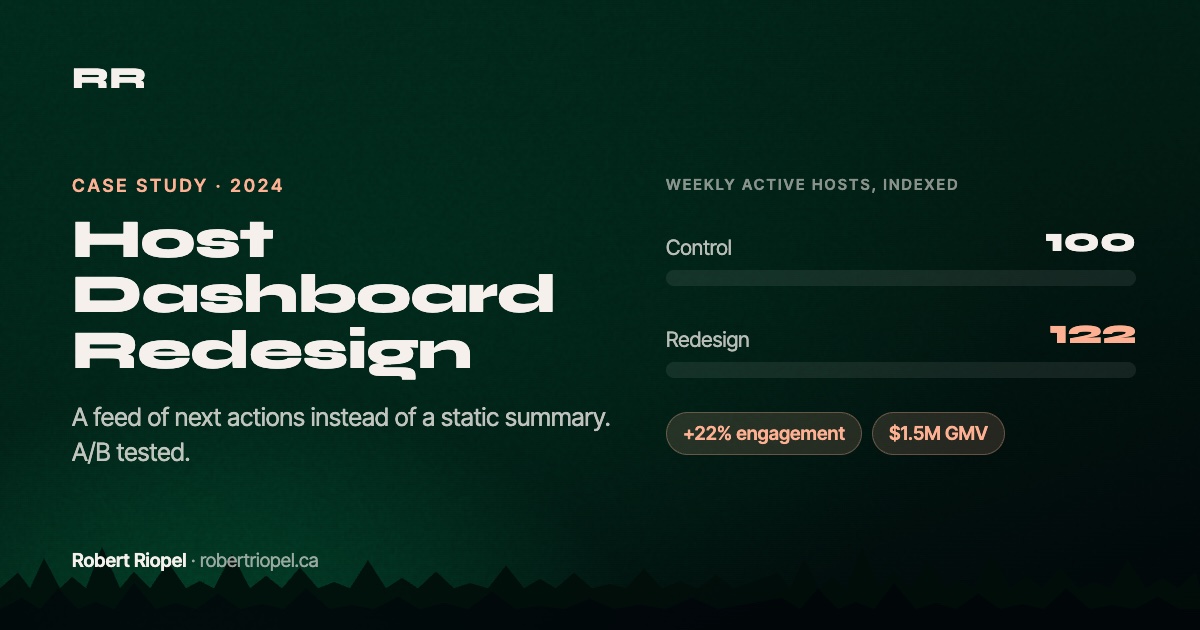 RR
CASE STUDY · 2024
Host
Dashboard
Redesign
A feed of next actions instead of a static summary.
A/B tested.
WEEKLY ACTIVE HOSTS, INDEXED
Control 100
Redesign 122
+22% engagement $1.5M GMV
Robert Riopel · robertriopel.ca